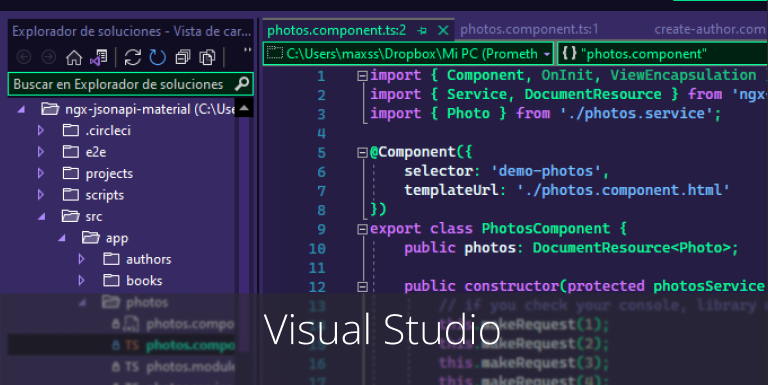 Explorador de soluciones - Vista de car...
Buscar en Explorador de soluciones
ngx-jsonapi-material (C:\Use
.circleci
e2e
projects
scripts
src
app
authors
books
photos
photos.compo
TS photos.compo
TS photos.module
photos.component.ts:2
photos.component.ts:1
create-author.com
C:\Users\maxss\Dropbox\Mi PC (Prometh
{} "photos.component"
1 import { Component, OnInit, ViewEncapsulation }
2 import { Service, DocumentResource } from 'ngx-
3 import { Photo } from './photos.service';
4
5 @Component({
6 selector: 'demo-photos',
7 templateUrl: './photos.component.html'
8 })
9 export class PhotosComponent {
10 public photos: DocumentResource<Photo>;
11
12 public constructor(protected photosService
13 // if you check your console, library
14 this.makeRequest(1);
15 this.makeRequest(2);
16 this.makeRequest(3);
17 this.makeRequest(4);
Visual Studio